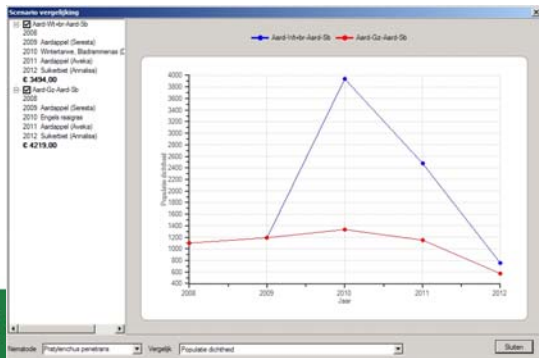 Scenario vergelijking
Aard-Wt+br-Aard-Sb
2008
2009 Aardappel (Seresta)
2010 Wintertarwe, Bladrammenas (
2011 Aardappel (Aveka)
2012 Suikerbiet (Annalisa)
€ 3494,00
Aard-Gz-Aard-Sb
2008
2009 Aardappel (Seresta)
2010 Engels raaigras
2011 Aardappel (Aveka)
2012 Suikerbiet (Annalisa)
€ 4219,00
Aard-Wt+br-Aard-Sb Aard-Gz-Aard-Sb
Populatie dichtheid
4000
3800
3600
3400
3200
3000
2800
2600
2400
2200
2000
1800
1600
1400
1200
1000
800
600
400
2008 2009 2010 2011 2012
Jaar
Nematode Pratylenchus penetrans Vergelijk Populatie dichtheid Sluiten